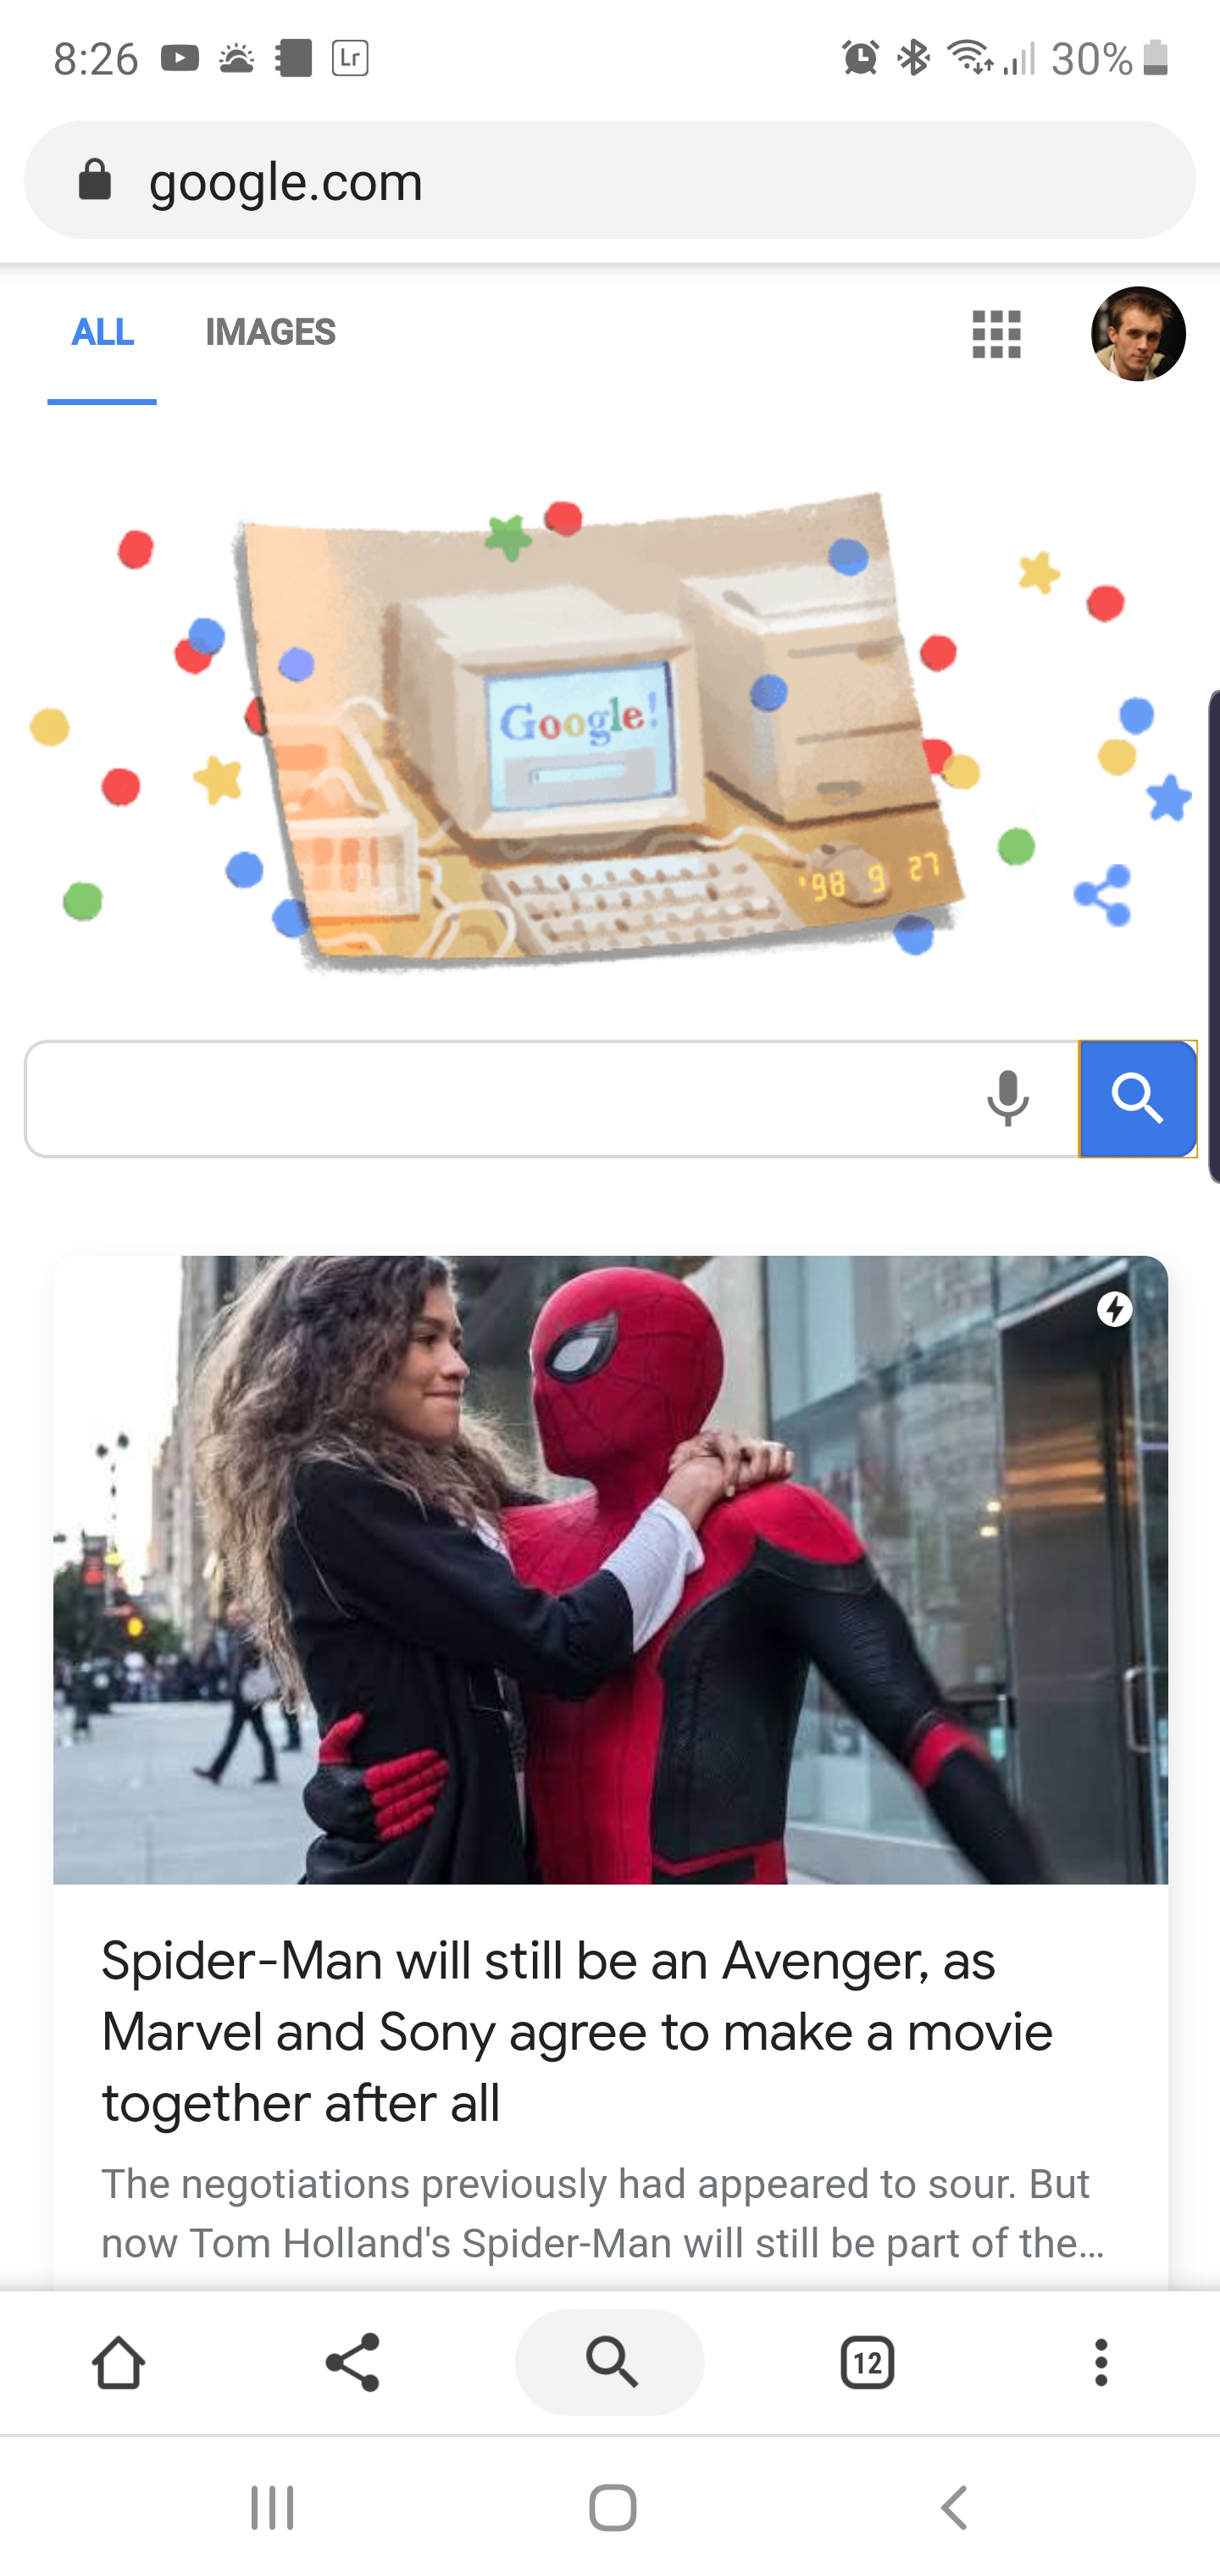 8:26 Lr 30%
google.com
ALL IMAGES
Google!
'98 9 27
Spider-Man will still be an Avenger, as
Marvel and Sony agree to make a movie
together after all
The negotiations previously had appeared to sour. But
now Tom Holland's Spider-Man will still be part of the...
12